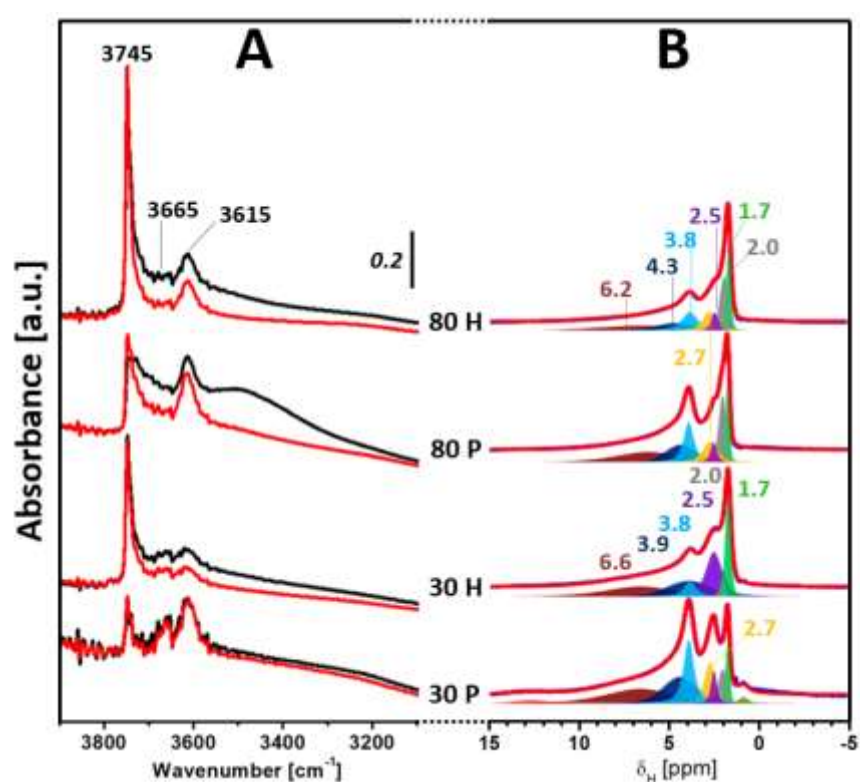 A
B
3745
3665
3615
0.2
80 H
6.2
4.3
3.8
2.5
1.7
2.0
80 P
2.7
30 H
6.6
3.9
3.8
2.5
2.0
1.7
30 P
2.7
Absorbance [a.u.]
3800 3600 3400 3200
Wavenumber [cm⁻¹]
15 10 5 0 -5
δH [ppm]